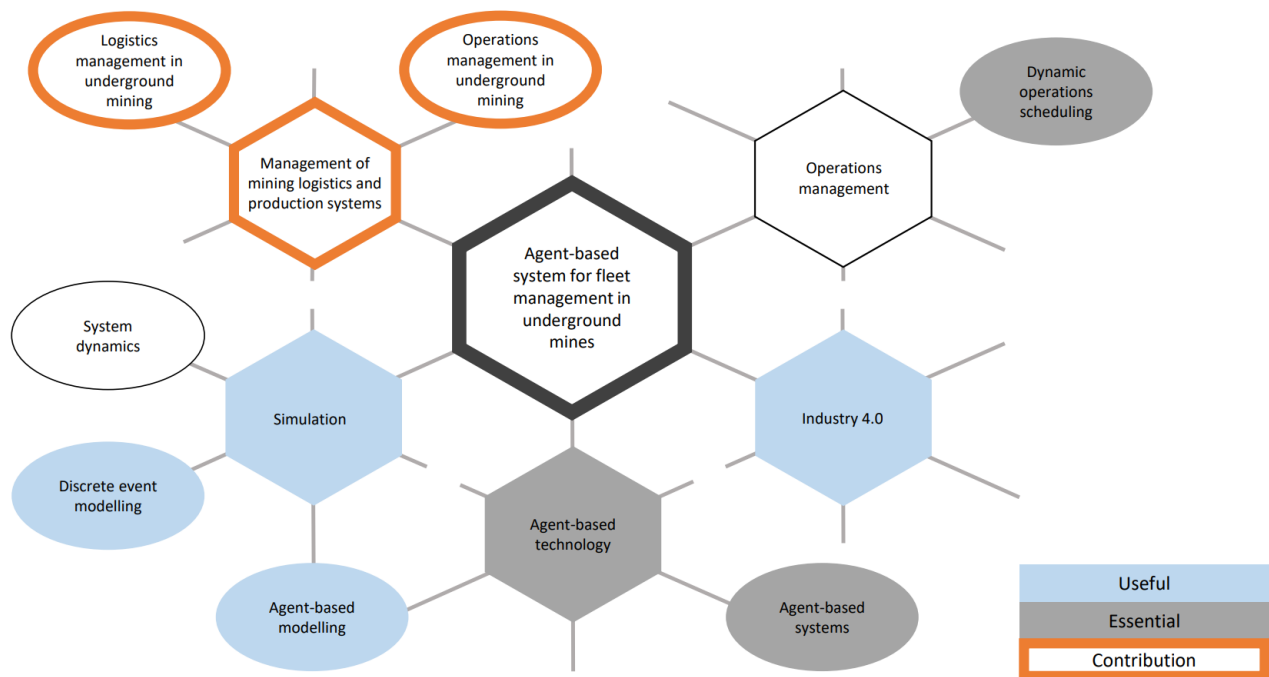 Logistics
management in
underground
mining
Operations
management in
underground
mining
Dynamic
operations
scheduling
Management of
mining logistics and
production systems
Operations
management
Agent-based
system for fleet
management in
underground
mines
System
dynamics
Simulation
Industry 4.0
Discrete event
modelling
Agent-based
technology
Agent-based
modelling
Agent-based
systems
Useful
Essential
Contribution